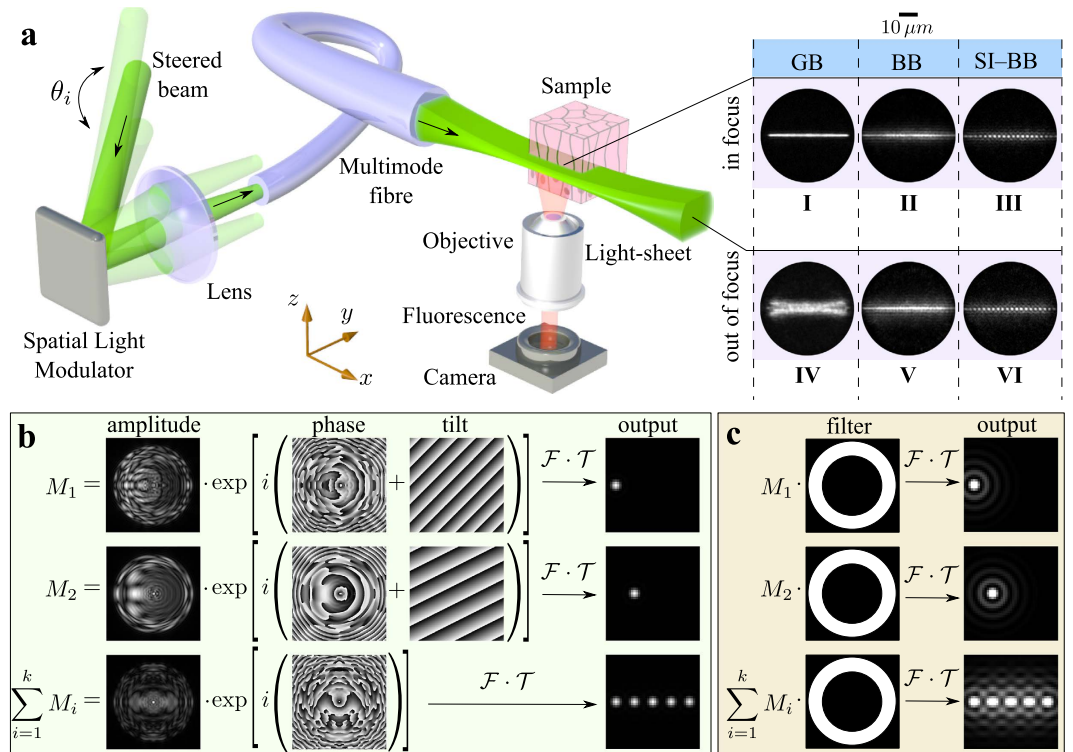 a
θi
Steered
beam
Spatial Light
Modulator
Lens
Multimode
fibre
Sample
Objective
Light-sheet
Fluorescence
Camera
z
y
x
10 μm
GB BB SI–BB
in focus
I II III
out of focus
IV V VI
b
amplitude phase tilt output
M1 = · exp [ i ( + ) ] F · T
M2 = · exp [ i ( + ) ] F · T
k
∑ Mi = · exp [ i ( ) ] F · T
i=1
c
filter output
M1 · F · T
M2 · F · T
k
∑ Mi · F · T
i=1